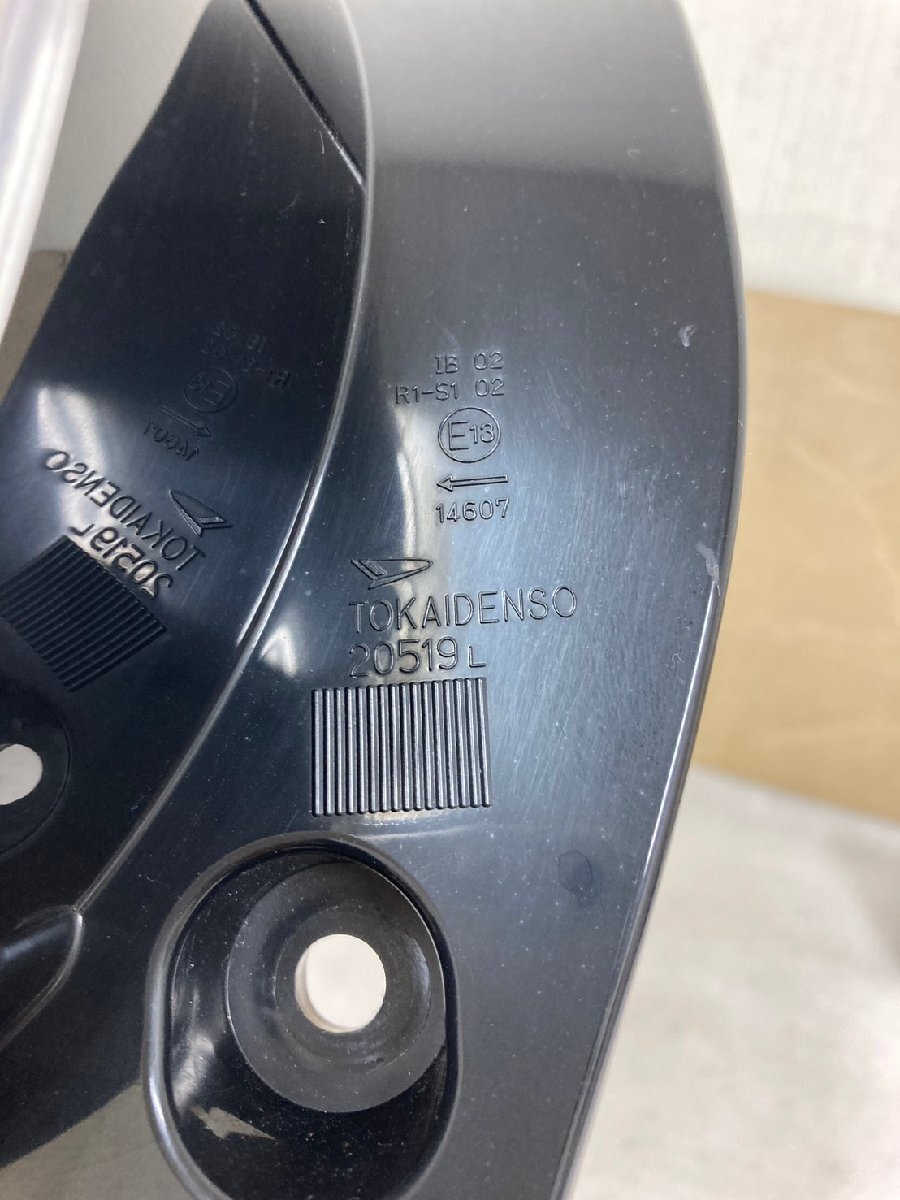 IB 02
R1-S1 02
E13
14607
TOKAIDENSO
20519 L